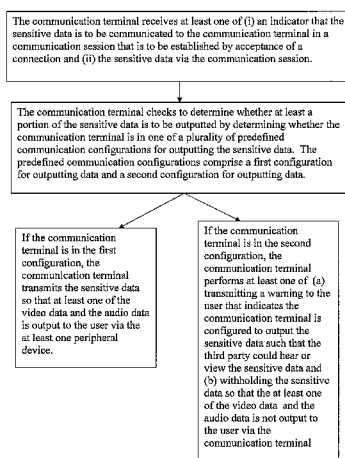 The communication terminal receives at least one of (i) an indicator that the
sensitive data is to be communicated to the communication terminal in a
communication session that is to be established by acceptance of a
connection and (ii) the sensitive data via the communication session.
The communication terminal checks to determine whether at least a
portion of the sensitive data is to be outputted by determining whether the
communication terminal is in one of a plurality of predefined
communication configurations for outputting the sensitive data. The
predefined communication configurations comprise a first configuration
for outputting data and a second configuration for outputting data.
If the communication
terminal is in the first
configuration, the
communication terminal
transmits the sensitive data
so that at least one of the
video data and the audio data
is output to the user via the
at least one peripheral
device.
If the communication
terminal is in the second
configuration, the
communication terminal
performs at least one of (a)
transmitting a warning to the
user that indicates the
communication terminal is
configured to output the
sensitive data such that the
third party could hear or
view the sensitive data and
(b) withholding the sensitive
data so that the at least one
of the video data and the
audio data is not output to
the user via the
communication terminal